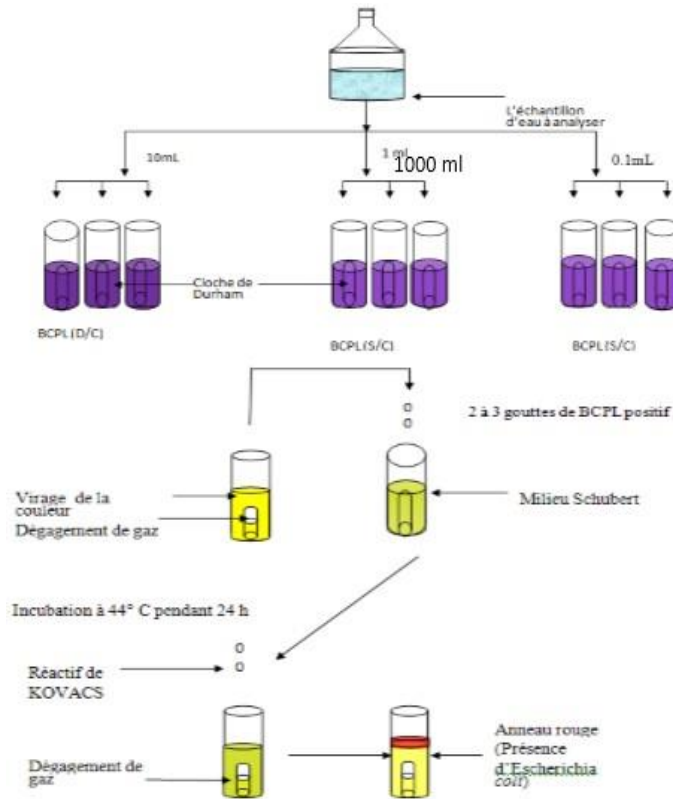 L'échantillon
d'eau à analyser
10mL
1 ml
1000 ml
0.1mL
Cloche de
Durham
BCPL (D/C)
BCPL (S/C)
BCPL (S/C)
2 à 3 gouttes de BCPL positif
Virage de la
couleur
Dégagement de gaz
Milieu Schubert
Incubation à 44° C pendant 24 h
Réactif de
KOVACS
Anneau rouge
(Présence
d'Escherichia
coli)
Dégagement de
gaz